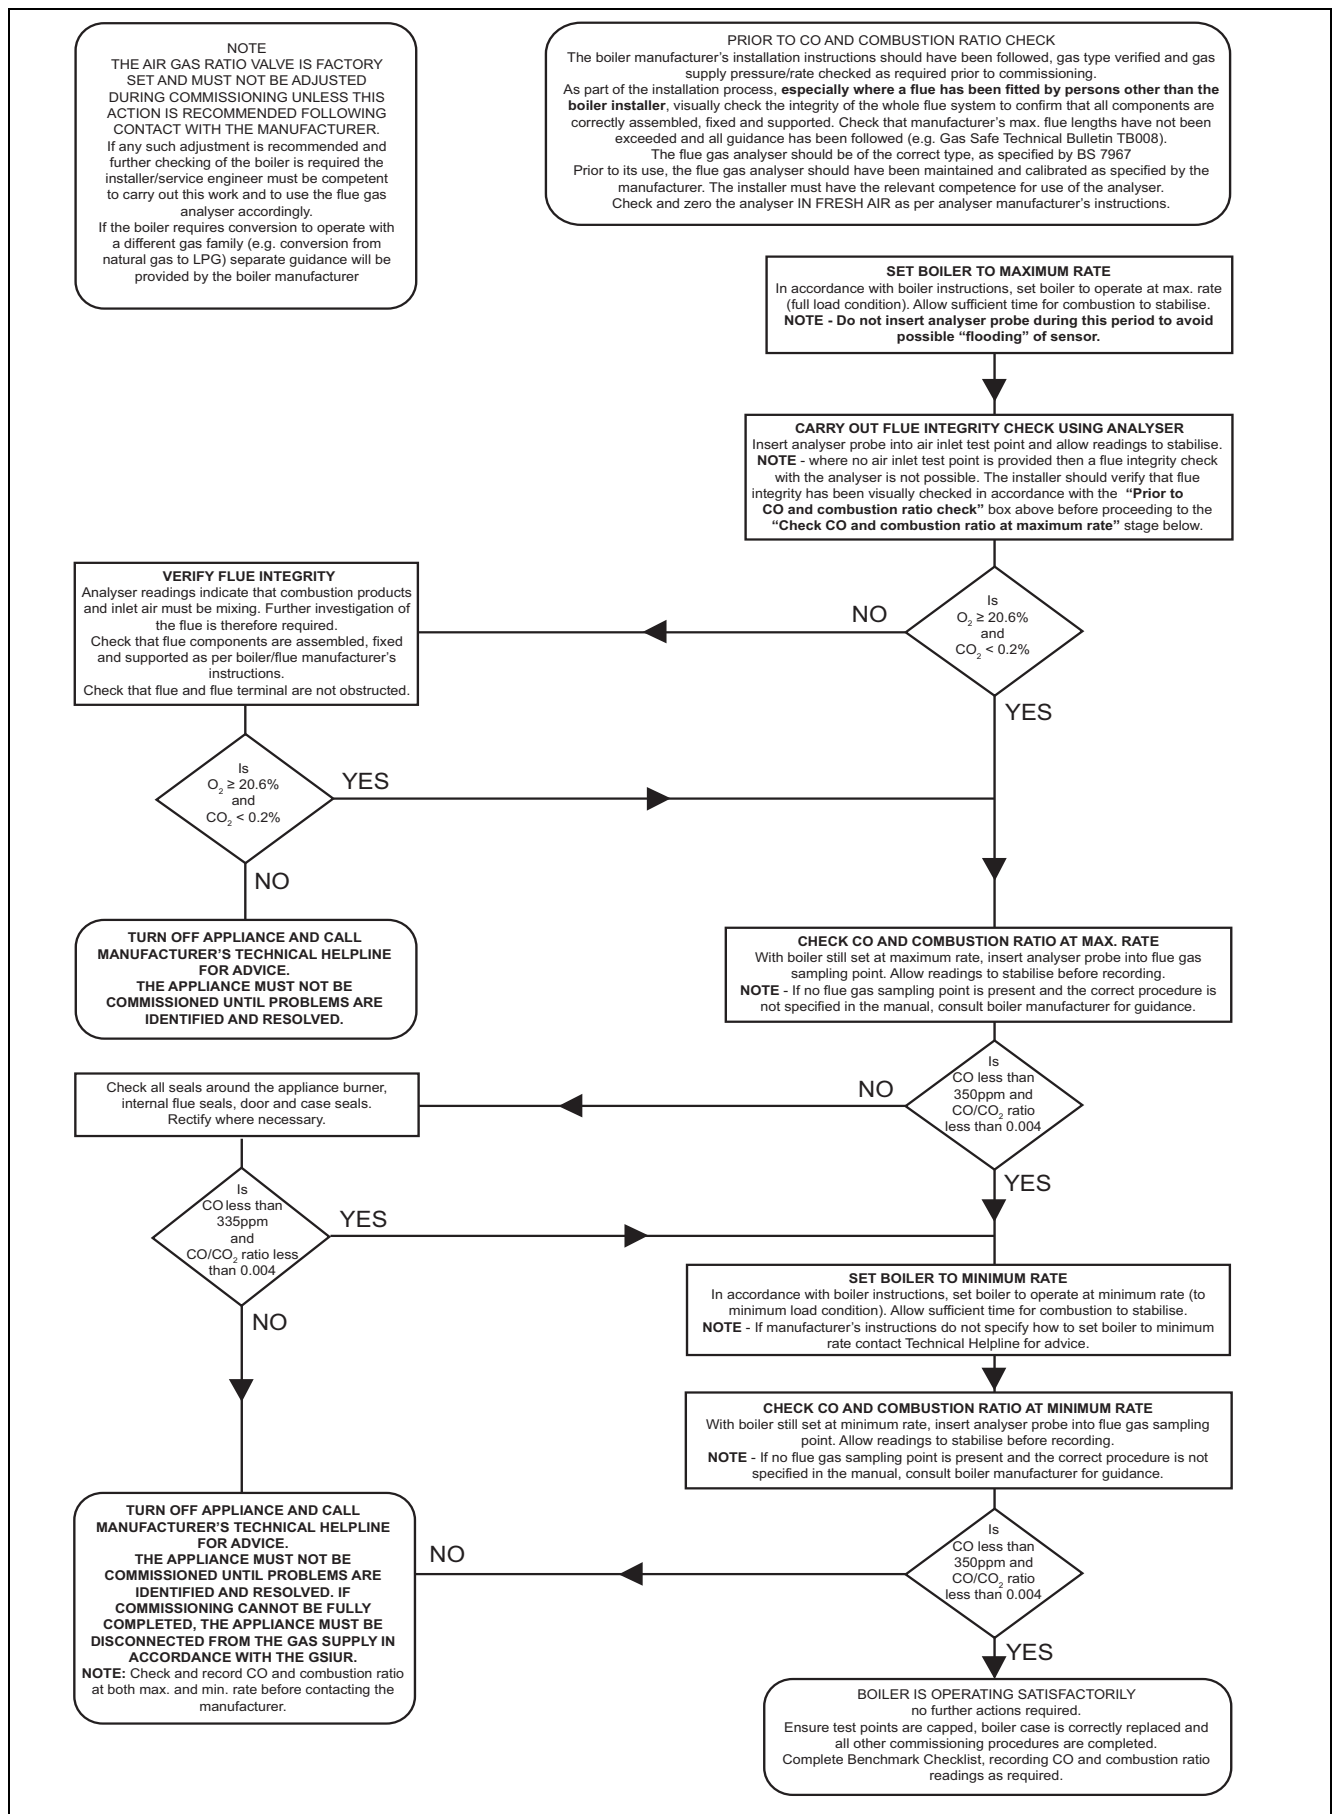 NOTE
THE AIR GAS RATIO VALVE IS FACTORY
SET AND MUST NOT BE ADJUSTED
DURING COMMISSIONING UNLESS THIS
ACTION IS RECOMMENDED FOLLOWING
CONTACT WITH THE MANUFACTURER.
If any such adjustment is recommended and
further checking of the boiler is required the
installer/service engineer must be competent
to carry out this work and to use the flue gas
analyser accordingly.
If the boiler requires conversion to operate with
a different gas family (e.g. conversion from
natural gas to LPG) separate guidance will be
provided by the boiler manufacturer
PRIOR TO CO AND COMBUSTION RATIO CHECK
The boiler manufacturer's installation instructions should have been followed, gas type verified and gas
supply pressure/rate checked as required prior to commissioning.
As part of the installation process, especially where a flue has been fitted by persons other than the
boiler installer, visually check the integrity of the whole flue system to confirm that all components are
correctly assembled, fixed and supported. Check that manufacturer's max. flue lengths have not been
exceeded and all guidance has been followed (e.g. Gas Safe Technical Bulletin TB008).
The flue gas analyser should be of the correct type, as specified by BS 7967
Prior to its use, the flue gas analyser should have been maintained and calibrated as specified by the
manufacturer. The installer must have the relevant competence for use of the analyser.
Check and zero the analyser IN FRESH AIR as per analyser manufacturer's instructions.
SET BOILER TO MAXIMUM RATE
In accordance with boiler instructions, set boiler to operate at max. rate
(full load condition). Allow sufficient time for combustion to stabilise.
NOTE - Do not insert analyser probe during this period to avoid
possible “flooding” of sensor.
CARRY OUT FLUE INTEGRITY CHECK USING ANALYSER
Insert analyser probe into air inlet test point and allow readings to stabilise.
NOTE - where no air inlet test point is provided then a flue integrity check
with the analyser is not possible. The installer should verify that flue
integrity has been visually checked in accordance with the “Prior to
CO and combustion ratio check” box above before proceeding to the
“Check CO and combustion ratio at maximum rate” stage below.
Is
O₂ ≥ 20.6%
and
CO₂ < 0.2%
NO
YES
VERIFY FLUE INTEGRITY
Analyser readings indicate that combustion products
and inlet air must be mixing. Further investigation of
the flue is therefore required.
Check that flue components are assembled, fixed
and supported as per boiler/flue manufacturer's
instructions.
Check that flue and flue terminal are not obstructed.
Is
O₂ ≥ 20.6%
and
CO₂ < 0.2%
YES
NO
TURN OFF APPLIANCE AND CALL
MANUFACTURER'S TECHNICAL HELPLINE
FOR ADVICE.
THE APPLIANCE MUST NOT BE
COMMISSIONED UNTIL PROBLEMS ARE
IDENTIFIED AND RESOLVED.
CHECK CO AND COMBUSTION RATIO AT MAX. RATE
With boiler still set at maximum rate, insert analyser probe into flue gas
sampling point. Allow readings to stabilise before recording.
NOTE - If no flue gas sampling point is present and the correct procedure is
not specified in the manual, consult boiler manufacturer for guidance.
Is
CO less than
350ppm and
CO/CO₂ ratio
less than 0.004
NO
YES
Check all seals around the appliance burner,
internal flue seals, door and case seals.
Rectify where necessary.
Is
CO less than
335ppm
and
CO/CO₂ ratio less
than 0.004
YES
NO
SET BOILER TO MINIMUM RATE
In accordance with boiler instructions, set boiler to operate at minimum rate (to
minimum load condition). Allow sufficient time for combustion to stabilise.
NOTE - If manufacturer's instructions do not specify how to set boiler to minimum
rate contact Technical Helpline for advice.
CHECK CO AND COMBUSTION RATIO AT MINIMUM RATE
With boiler still set at minimum rate, insert analyser probe into flue gas sampling
point. Allow readings to stabilise before recording.
NOTE - If no flue gas sampling point is present and the correct procedure is not
specified in the manual, consult boiler manufacturer for guidance.
Is
CO less than
350ppm and
CO/CO₂ ratio
less than 0.004
NO
YES
TURN OFF APPLIANCE AND CALL
MANUFACTURER'S TECHNICAL HELPLINE
FOR ADVICE.
THE APPLIANCE MUST NOT BE
COMMISSIONED UNTIL PROBLEMS ARE
IDENTIFIED AND RESOLVED. IF
COMMISSIONING CANNOT BE FULLY
COMPLETED, THE APPLIANCE MUST BE
DISCONNECTED FROM THE GAS SUPPLY IN
ACCORDANCE WITH THE GSIUR.
NOTE: Check and record CO and combustion ratio
at both max. and min. rate before contacting the
manufacturer.
BOILER IS OPERATING SATISFACTORILY
no further actions required.
Ensure test points are capped, boiler case is correctly replaced and
all other commissioning procedures are completed.
Complete Benchmark Checklist, recording CO and combustion ratio
readings as required.